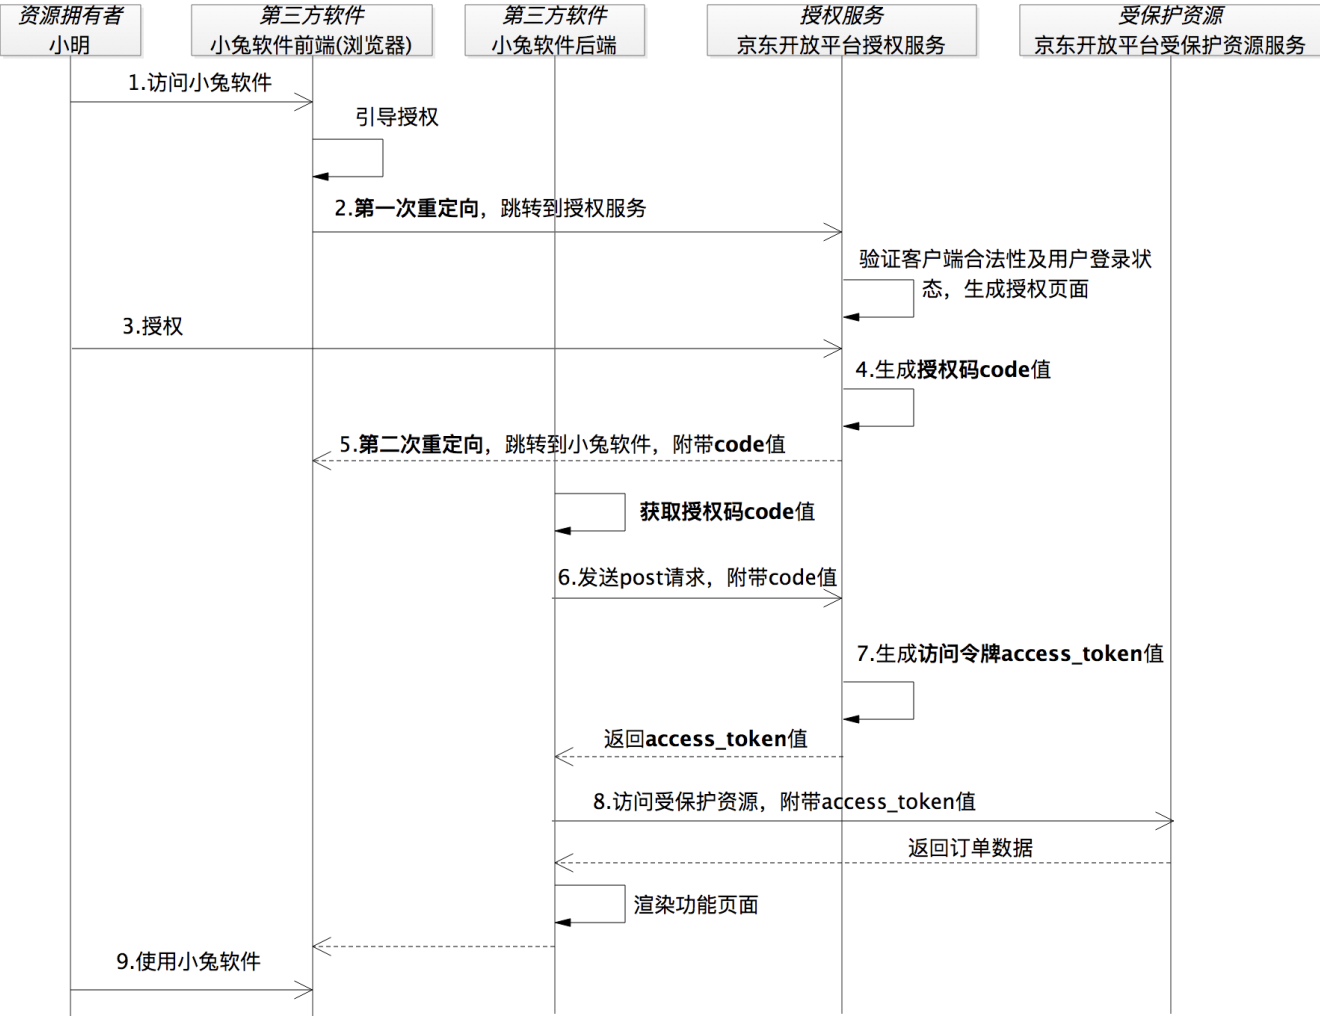 资源拥有者
小明
第三方软件
小兔软件前端(浏览器)
第三方软件
小兔软件后端
授权服务
京东开放平台授权服务
受保护资源
京东开放平台受保护资源服务
1.访问小兔软件
引导授权
2.第一次重定向，跳转到授权服务
验证客户端合法性及用户登录状
态，生成授权页面
3.授权
4.生成授权码code值
5.第二次重定向，跳转到小兔软件，附带code值
获取授权码code值
6.发送post请求，附带code值
7.生成访问令牌access_token值
返回access_token值
8.访问受保护资源，附带access_token值
返回订单数据
渲染功能页面
9.使用小兔软件